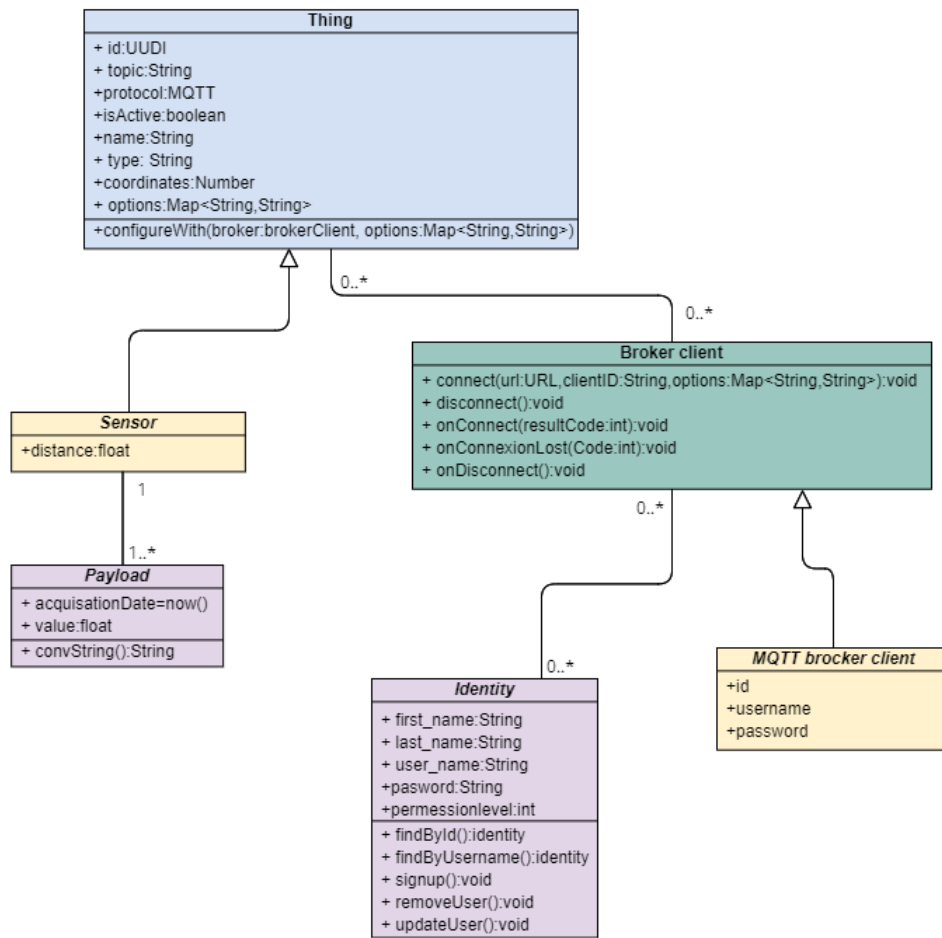 Thing
+ id:UUDI
+ topic:String
+protocol:MQTT
+isActive:boolean
+name:String
+ type: String
+coordinates:Number
+ options:Map<String,String>
+configureWith(broker:brokerClient, options:Map<String,String>)
0..*
0..*
Broker client
+ connect(url:URL,clientID:String,options:Map<String,String>):void
+ disconnect():void
+ onConnect(resultCode:int):void
+ onConnexionLost(Code:int):void
+ onDisconnect():void
Sensor
+distance:float
1
1..*
Payload
+ acquisationDate=now()
+ value:float
+ convString():String
0..*
0..*
Identity
+ first_name:String
+ last_name:String
+ user_name:String
+pasword:String
+permessionlevel:int
+ findById():identity
+ findByUsername():identity
+ signup():void
+ removeUser():void
+ updateUser():void
MQTT brocker client
+id
+username
+password